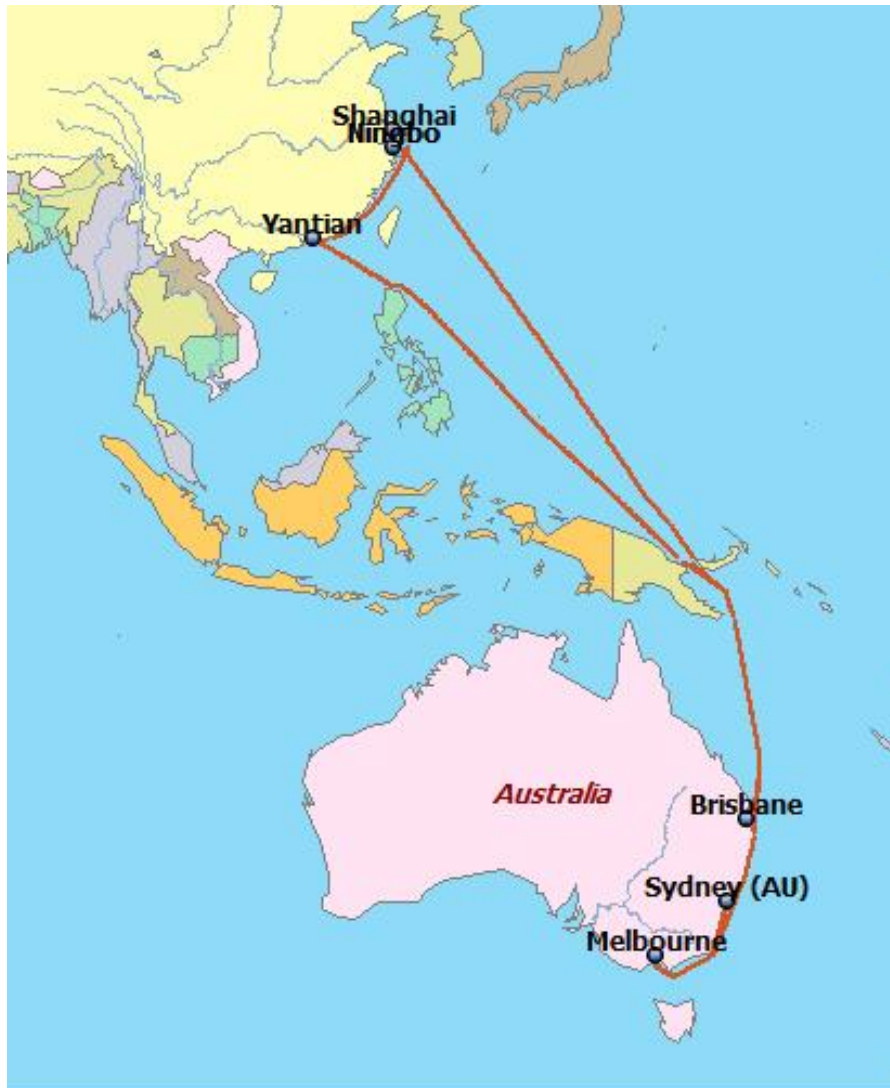 Shanghai
Ningbo
Yantian
Australia
Brisbane
Sydney (AU)
Melbourne